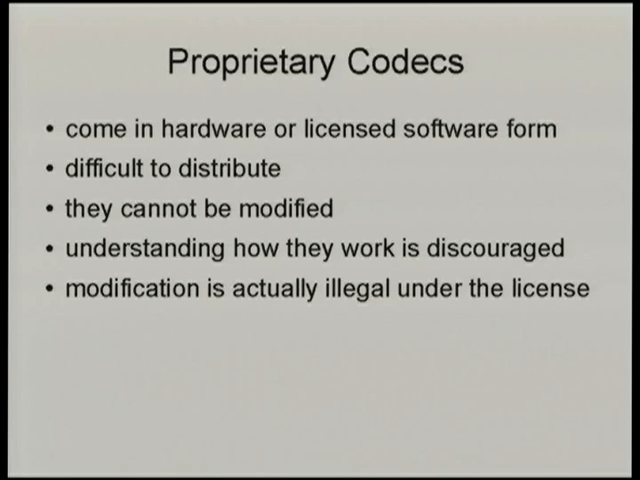 Proprietary Codecs
• come in hardware or licensed software form
• difficult to distribute
• they cannot be modified
• understanding how they work is discouraged
• modification is actually illegal under the license